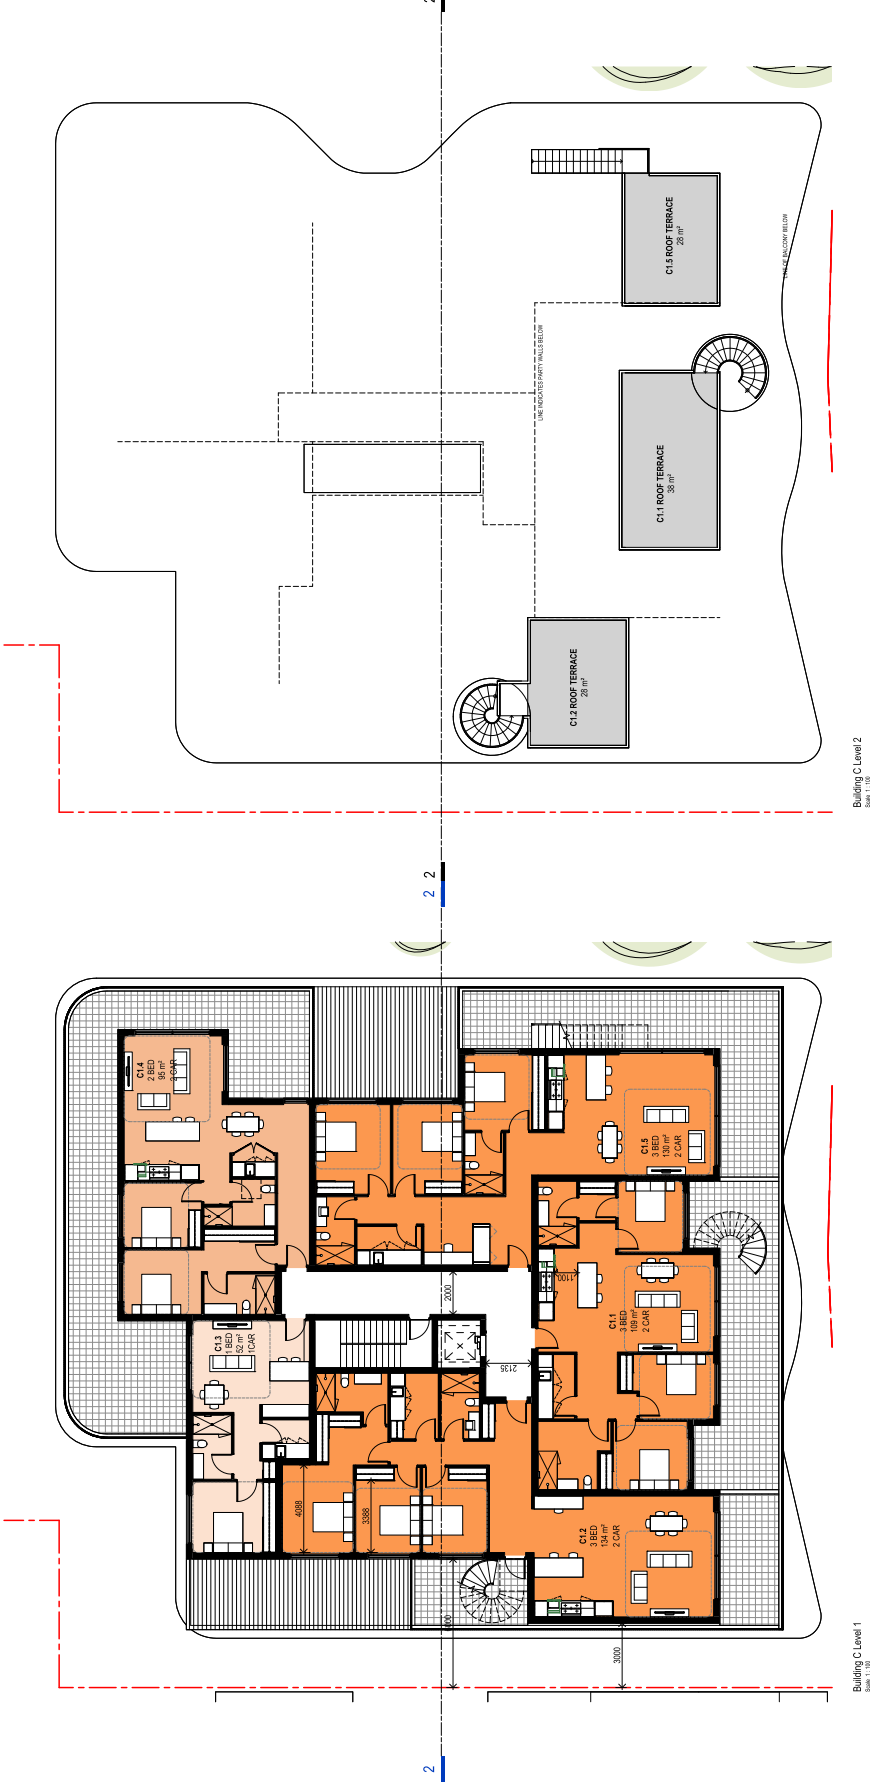 2
C1.5 ROOF TERRACE
28 m²
LINE OF BALCONY BELOW
LINE INDICATES PARTY WALLS BELOW
C1.1 ROOF TERRACE
38 m²
C1.2 ROOF TERRACE
28 m²
Building C Level 2
Scale 1 : 100
2
2
C1.4
2 BED
95 m²
2 CAR
C1.5
3 BED
130 m²
2 CAR
C1.3
1 BED
52 m²
1CAR
2000
1100
C1.1
3 BED
109 m²
2 CAR
2135
4088
3388
C1.2
3 BED
134 m²
2 CAR
3000
Building C Level 1
Scale 1 : 100
2